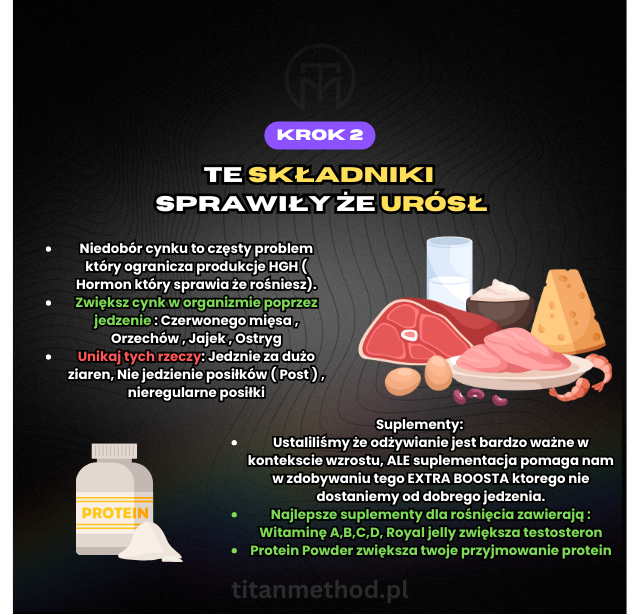 KROK 2
TE SKŁADNIKI
SPRAWIŁY ŻE URÓSŁ
Niedobór cynku to częsty problem
który ogranicza produkcje HGH (
Hormon który sprawia że rośniesz).
Zwiększ cynk w organizmie poprzez
jedzenie : Czerwonego mięsa ,
Orzechów , Jajek , Ostryg
Unikaj tych rzeczy: Jedznie za dużo
ziaren, Nie jedzienie posiłków ( Post ) ,
nieregularne posiłki
Suplementy:
Ustaliliśmy że odżywianie jest bardzo ważne w
kontekscie wzrostu, ALE suplementacja pomaga nam
w zdobywaniu tego EXTRA BOOSTA ktorego nie
dostaniemy od dobrego jedzenia.
Najlepsze suplementy dla rośnięcia zawierają :
Witaminę A,B,C,D, Royal jelly zwiększa testosteron
Protein Powder zwiększa twoje przyjmowanie protein
PROTEIN
titanmethod.pl